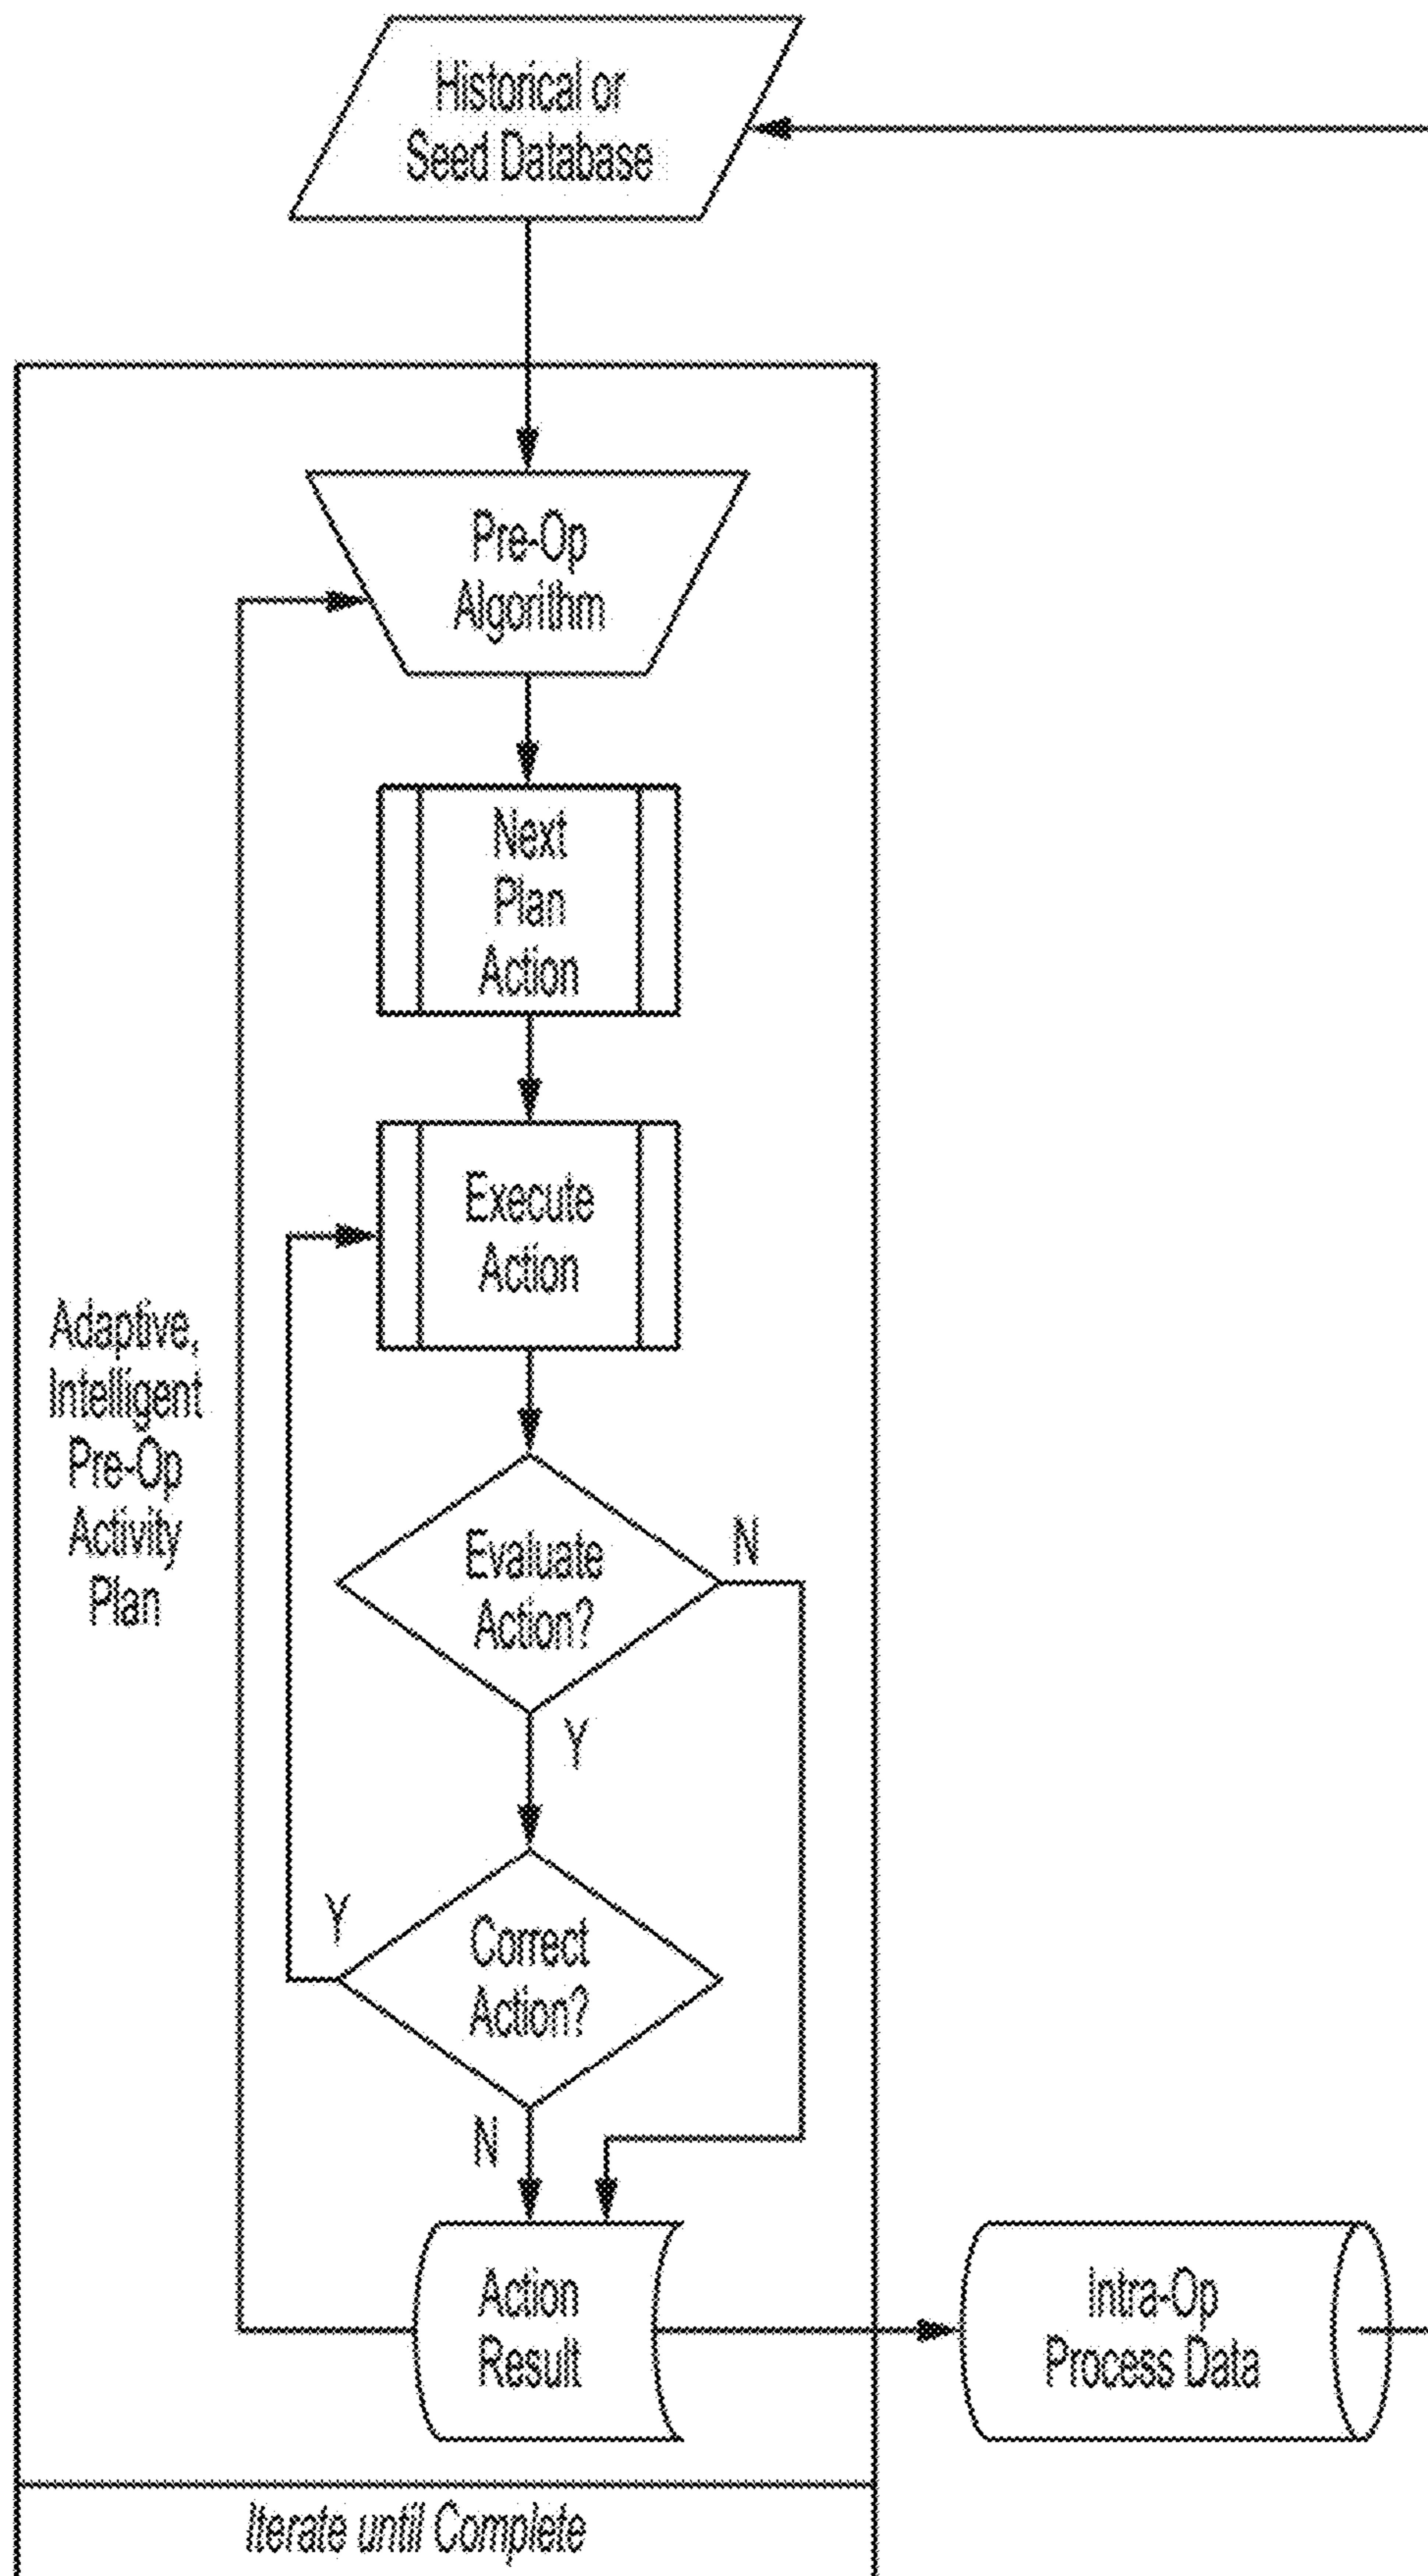 Historical or
Seed Database
Pre-Op
Algorithm
Next
Plan
Action
Execute
Action
Adaptive,
Intelligent
Pre-Op
Activity
Plan
Evaluate
Action?
N
Y
Correct
Action?
Y
N
Action
Result
Intra-Op
Process Data
Iterate until Complete